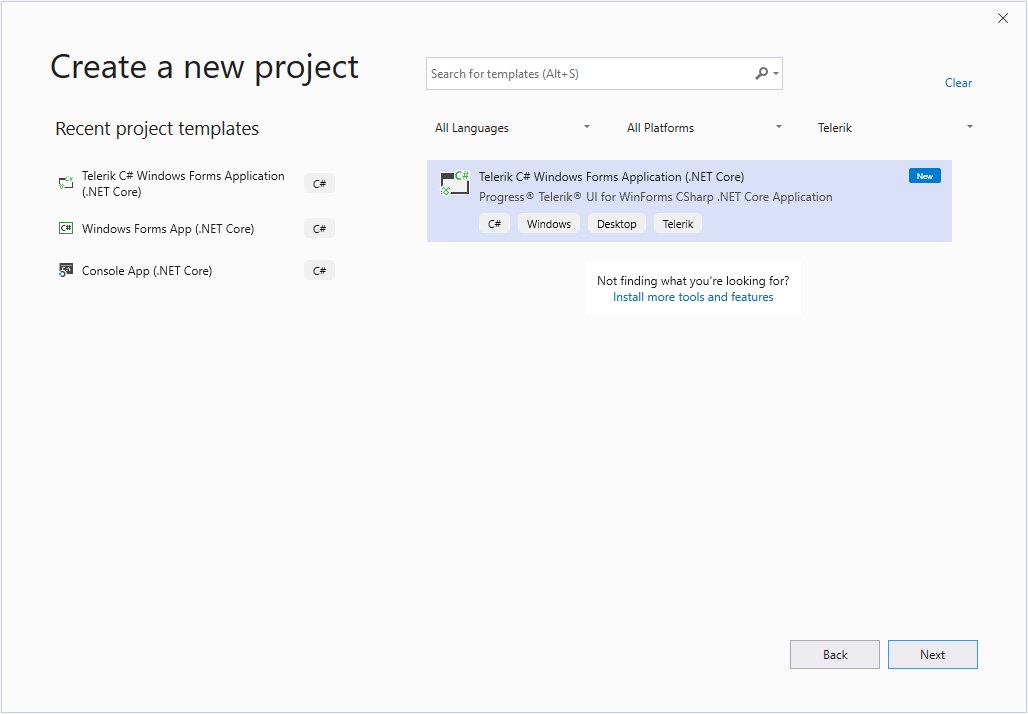 Create a new project
Search for templates (Alt+S)
Clear
Recent project templates
All Languages
All Platforms
Telerik
Telerik C# Windows Forms Application
(.NET Core)
C#
Windows Forms App (.NET Core)
C#
Console App (.NET Core)
C#
C#
Telerik C# Windows Forms Application (.NET Core)
New
Progress® Telerik® UI for WinForms CSharp .NET Core Application
C#
Windows
Desktop
Telerik
Not finding what you're looking for?
Install more tools and features
Back
Next